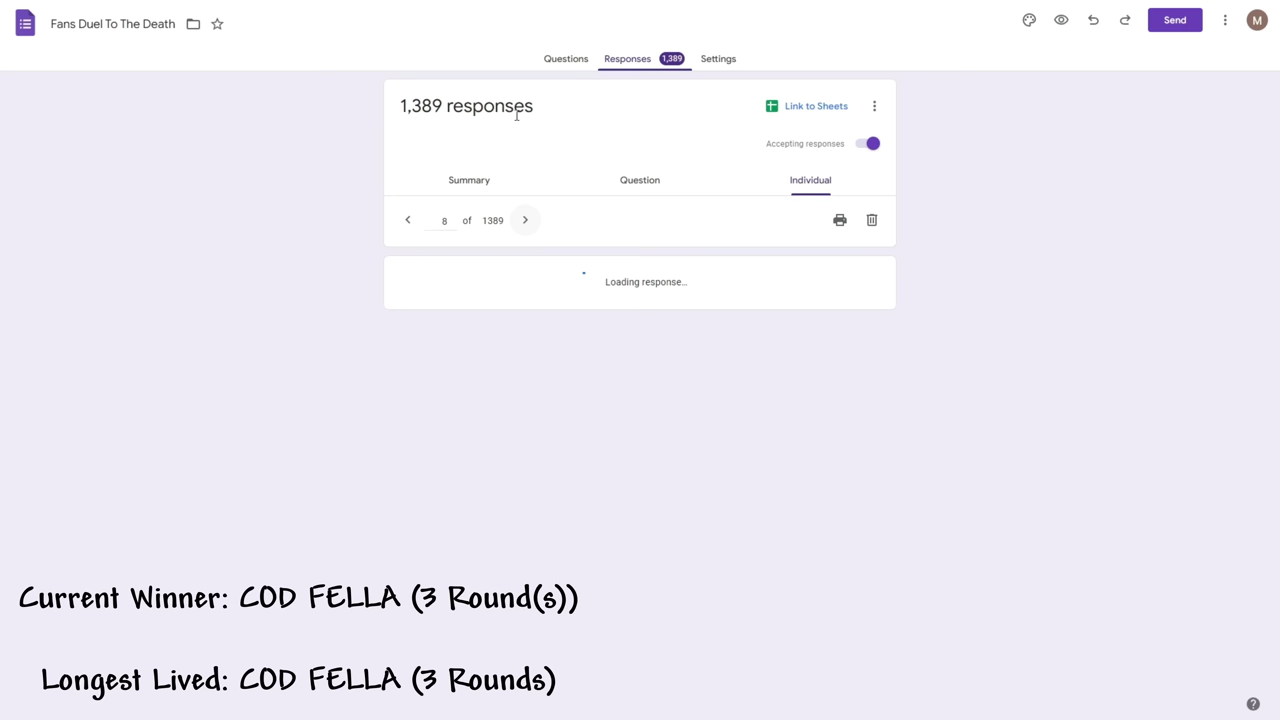 Fans Duel To The Death
Send
M
Questions
Responses 1,389
Settings
1,389 responses
Link to Sheets
Accepting responses
Summary
Question
Individual
8 of 1389
Loading response...
Current Winner: COD FELLA (3 Round(s))
Longest Lived: COD FELLA (3 Rounds)